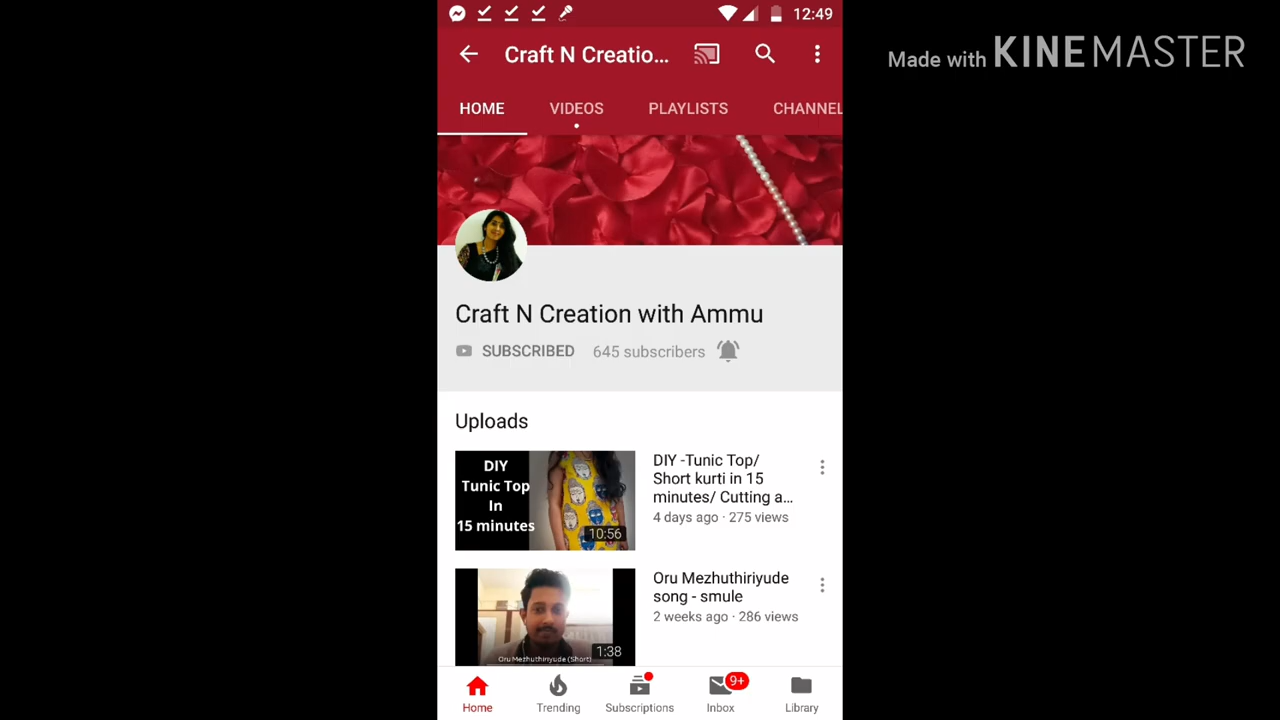 12:49
Made with KINEMASTER
Craft N Creatio...
HOME VIDEOS PLAYLISTS CHANNEL
Craft N Creation with Ammu
SUBSCRIBED 645 subscribers
Uploads
DIY
Tunic Top
In
15 minutes
10:56
DIY -Tunic Top/
Short kurti in 15
minutes/ Cutting a...
4 days ago · 275 views
Oru Mezhuthiriyude (Short)
1:38
Oru Mezhuthiriyude
song - smule
2 weeks ago · 286 views
9+
Home Trending Subscriptions Inbox Library